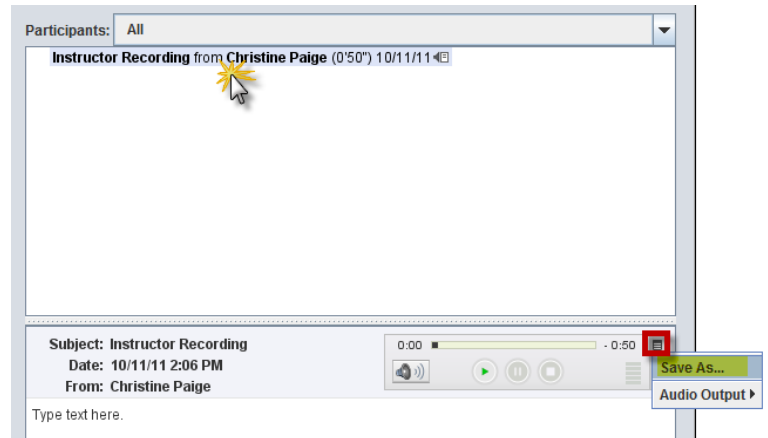 Participants: All
Instructor Recording from Christine Paige (0'50") 10/11/11
Subject: Instructor Recording
0:00 - 0:50
Date: 10/11/11 2:06 PM
Save As...
From: Christine Paige
Audio Output
Type text here.